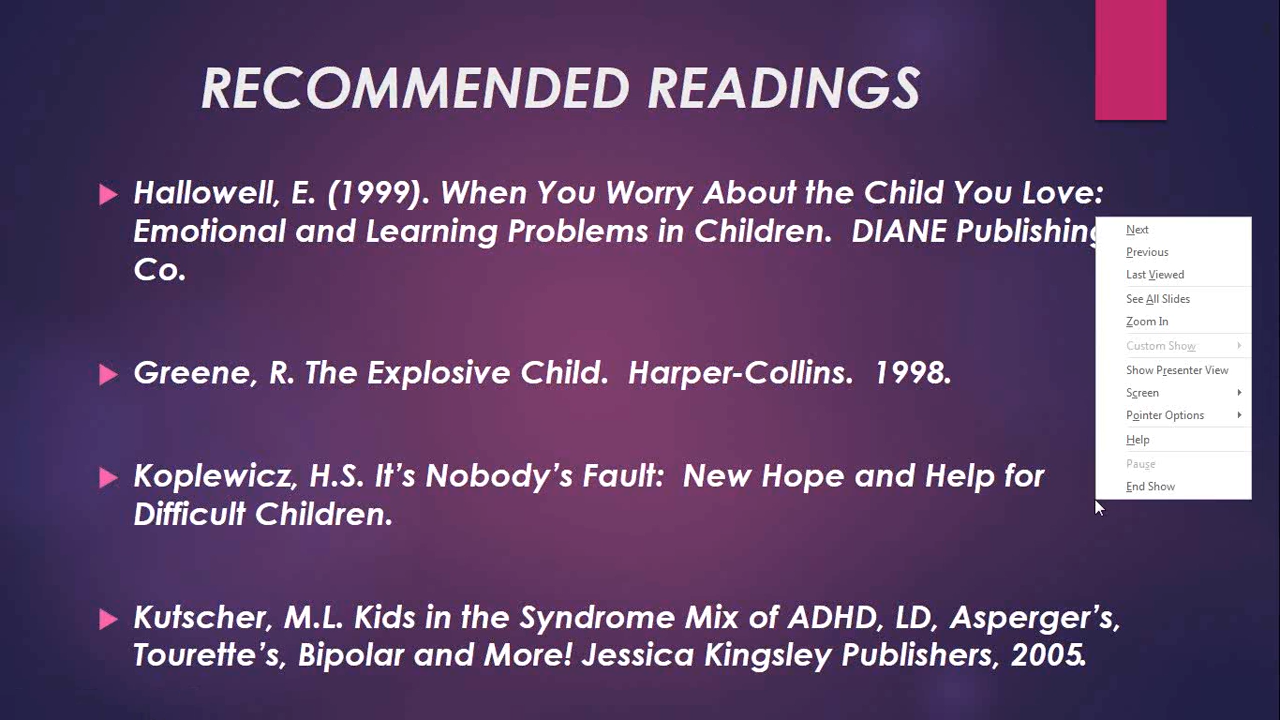 RECOMMENDED READINGS
Hallowell, E. (1999). When You Worry About the Child You Love:
Emotional and Learning Problems in Children.  DIANE Publishing
Co.
Greene, R. The Explosive Child.  Harper-Collins.  1998.
Koplewicz, H.S. It's Nobody's Fault:  New Hope and Help for
Difficult Children.
Kutscher, M.L. Kids in the Syndrome Mix of ADHD, LD, Asperger's,
Tourette's, Bipolar and More! Jessica Kingsley Publishers, 2005.
Next
Previous
Last Viewed
See All Slides
Zoom In
Custom Show
Show Presenter View
Screen
Pointer Options
Help
Pause
End Show